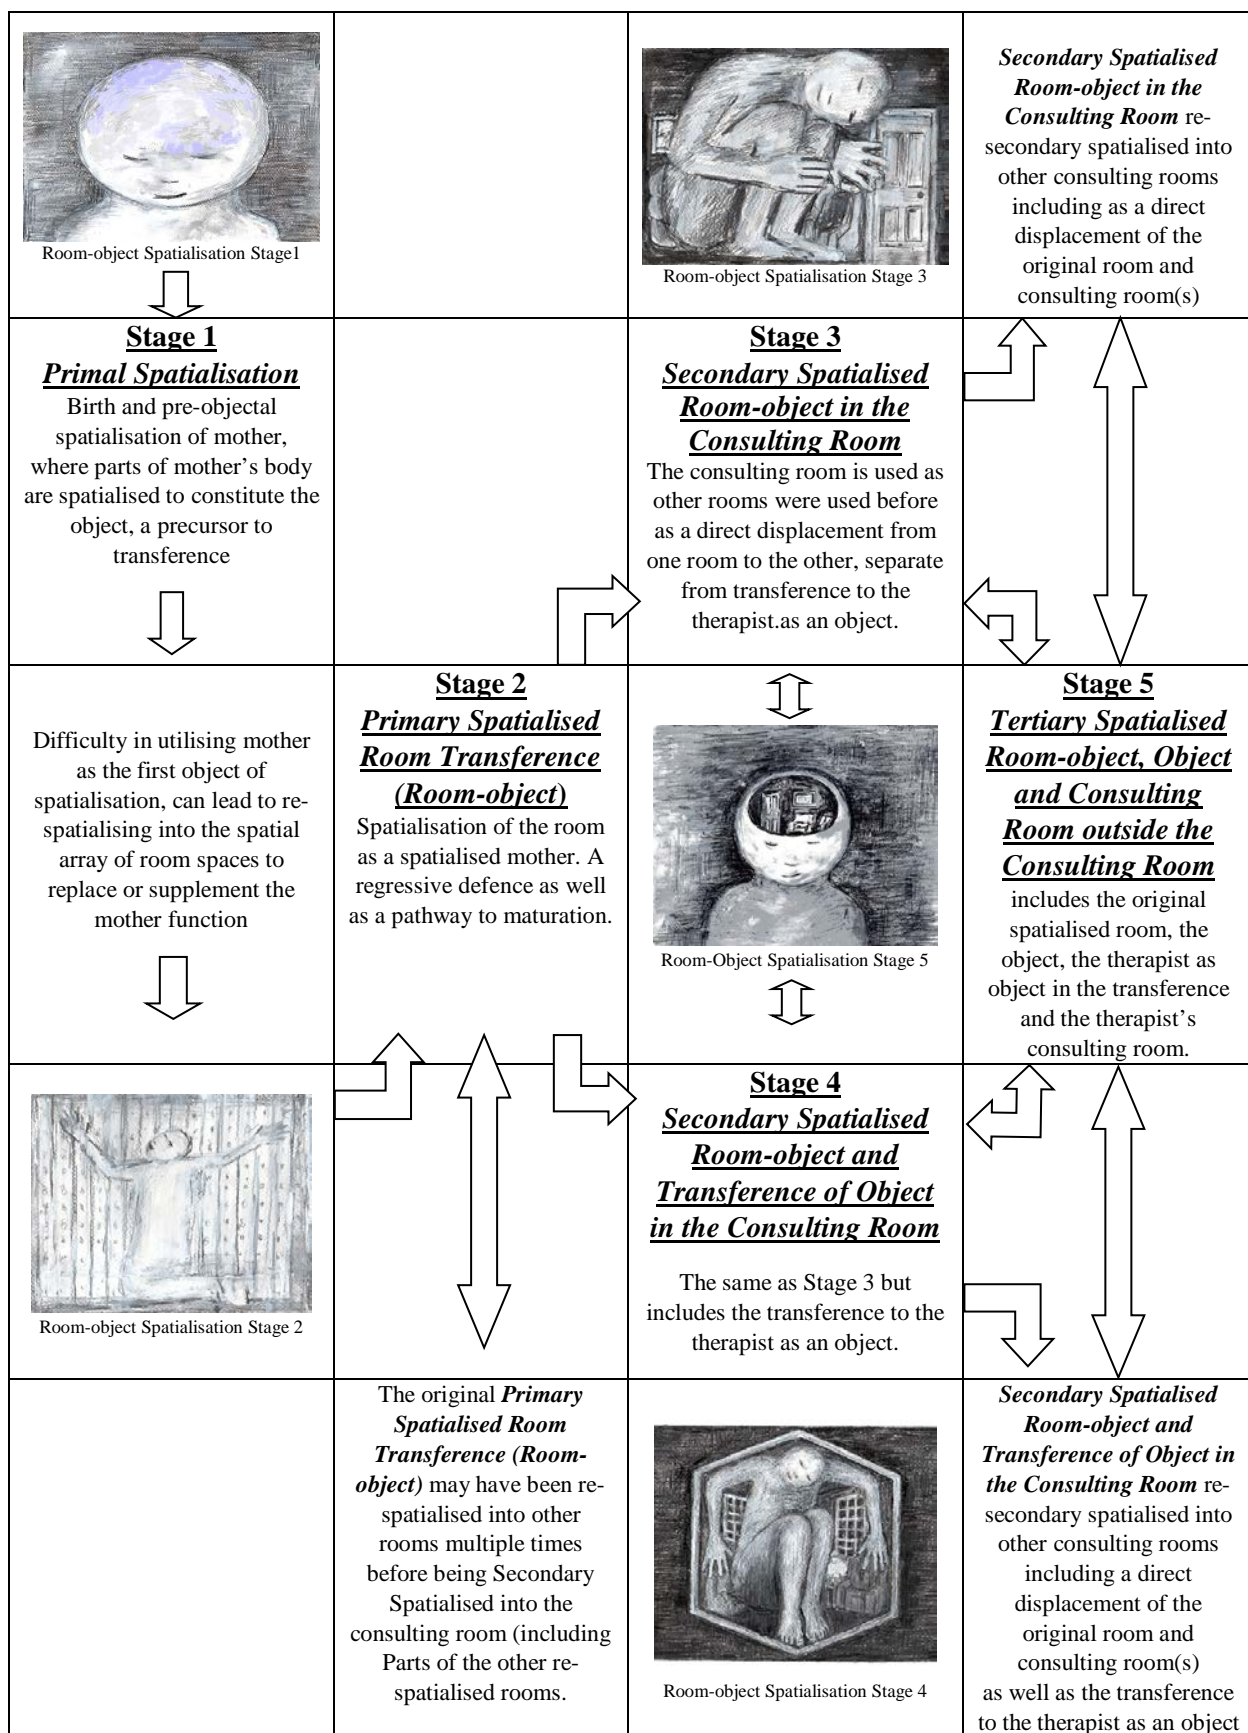 Room-object Spatialisation Stage1
Room-object Spatialisation Stage 3
Secondary Spatialised
Room-object in the
Consulting Room re-
secondary spatialised into
other consulting rooms
including as a direct
displacement of the
original room and
consulting room(s)
Stage 1
Primal Spatialisation
Birth and pre-objectal
spatialisation of mother,
where parts of mother's body
are spatialised to constitute the
object, a precursor to
transference
Stage 3
Secondary Spatialised
Room-object in the
Consulting Room
The consulting room is used as
other rooms were used before
as a direct displacement from
one room to the other, separate
from transference to the
therapist.as an object.
Difficulty in utilising mother
as the first object of
spatialisation, can lead to re-
spatialising into the spatial
array of room spaces to
replace or supplement the
mother function
Stage 2
Primary Spatialised
Room Transference
(Room-object)
Spatialisation of the room
as a spatialised mother. A
regressive defence as well
as a pathway to maturation.
Room-Object Spatialisation Stage 5
Stage 5
Tertiary Spatialised
Room-object, Object
and Consulting
Room outside the
Consulting Room
includes the original
spatialised room, the
object, the therapist as
object in the transference
and the therapist's
consulting room.
Room-object Spatialisation Stage 2
Stage 4
Secondary Spatialised
Room-object and
Transference of Object
in the Consulting Room
The same as Stage 3 but
includes the transference to the
therapist as an object.
The original Primary
Spatialised Room
Transference (Room-
object) may have been re-
spatialised into other
rooms multiple times
before being Secondary
Spatialised into the
consulting room (including
Parts of the other re-
spatialised rooms.
Room-object Spatialisation Stage 4
Secondary Spatialised
Room-object and
Transference of Object in
the Consulting Room re-
secondary spatialised into
other consulting rooms
including a direct
displacement of the
original room and
consulting room(s)
as well as the transference
to the therapist as an object